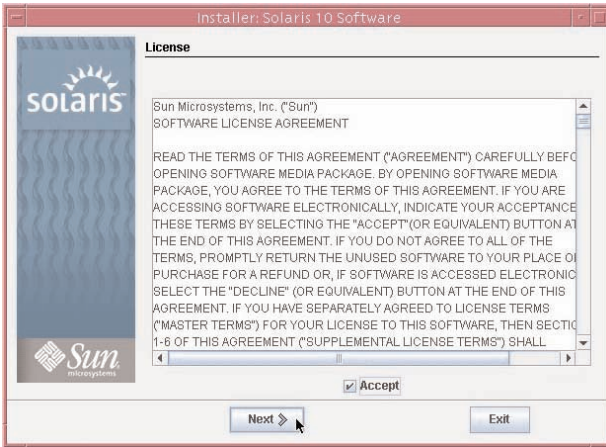 Installer: Solaris 10 Software
solaris
License
Sun Microsystems, Inc. ("Sun")
SOFTWARE LICENSE AGREEMENT
READ THE TERMS OF THIS AGREEMENT ("AGREEMENT") CAREFULLY BEFO
OPENING SOFTWARE MEDIA PACKAGE. BY OPENING SOFTWARE MEDIA
PACKAGE, YOU AGREE TO THE TERMS OF THIS AGREEMENT. IF YOU ARE
ACCESSING SOFTWARE ELECTRONICALLY, INDICATE YOUR ACCEPTANCE
THESE TERMS BY SELECTING THE "ACCEPT"(OR EQUIVALENT) BUTTON AT
THE END OF THIS AGREEMENT. IF YOU DO NOT AGREE TO ALL OF THE
TERMS, PROMPTLY RETURN THE UNUSED SOFTWARE TO YOUR PLACE O
PURCHASE FOR A REFUND OR, IF SOFTWARE IS ACCESSED ELECTRONIC
SELECT THE "DECLINE" (OR EQUIVALENT) BUTTON AT THE END OF THIS
AGREEMENT. IF YOU HAVE SEPARATELY AGREED TO LICENSE TERMS
("MASTER TERMS") FOR YOUR LICENSE TO THIS SOFTWARE, THEN SECTIO
1-6 OF THIS AGREEMENT ("SUPPLEMENTAL LICENSE TERMS") SHALL
Sun
microsystems
Accept
Next
Exit